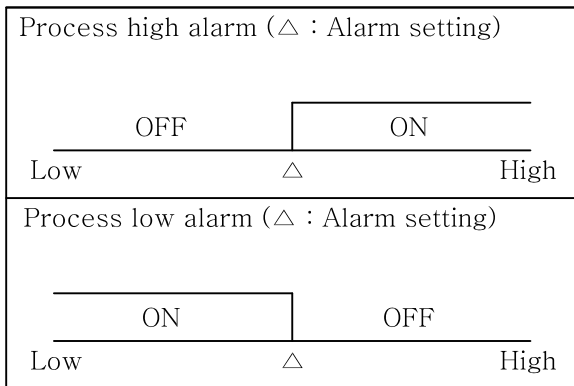 Process high alarm (△ : Alarm setting)
OFF ON
Low △ High
Process low alarm (△ : Alarm setting)
ON OFF
Low △ High